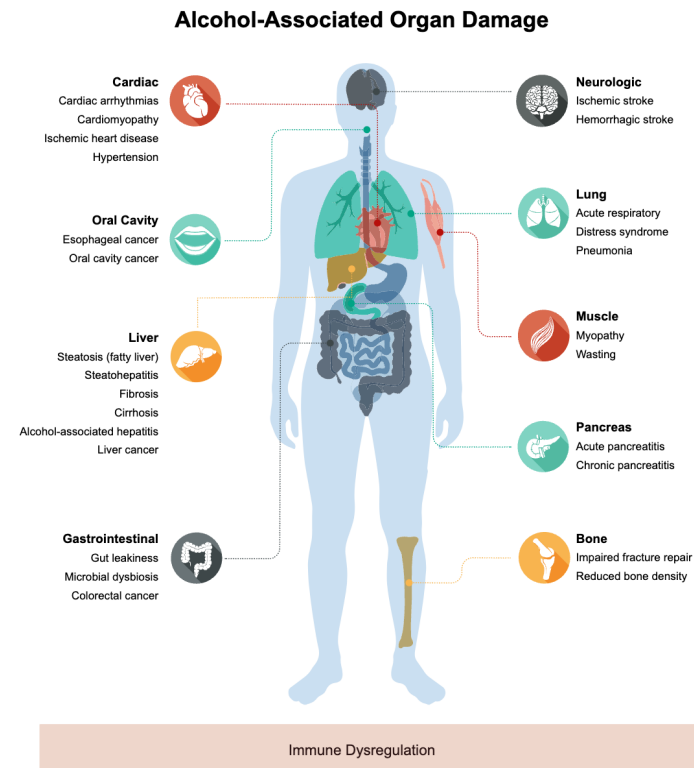 Alcohol-Associated Organ Damage
Cardiac
Cardiac arrhythmias
Cardiomyopathy
Ischemic heart disease
Hypertension
Oral Cavity
Esophageal cancer
Oral cavity cancer
Liver
Steatosis (fatty liver)
Steatohepatitis
Fibrosis
Cirrhosis
Alcohol-associated hepatitis
Liver cancer
Gastrointestinal
Gut leakiness
Microbial dysbiosis
Colorectal cancer
Neurologic
Ischemic stroke
Hemorrhagic stroke
Lung
Acute respiratory
Distress syndrome
Pneumonia
Muscle
Myopathy
Wasting
Pancreas
Acute pancreatitis
Chronic pancreatitis
Bone
Impaired fracture repair
Reduced bone density
Immune Dysregulation